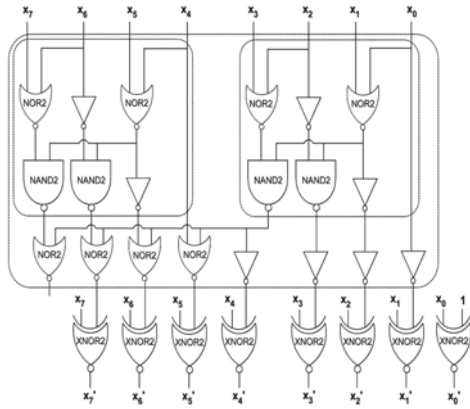 x7 x6 x5 x4 x3 x2 x1 x0
NOR2 NOR2 NOR2 NOR2
NAND2 NAND2 NAND2 NAND2
NOR2 NOR2 NOR2 NOR2
x7 x6 x5 x4 x3 x2 x1 x0 1
XNOR2 XNOR2 XNOR2 XNOR2 XNOR2 XNOR2 XNOR2 XNOR2
x7' x6' x5' x4' x3' x2' x1' x0'